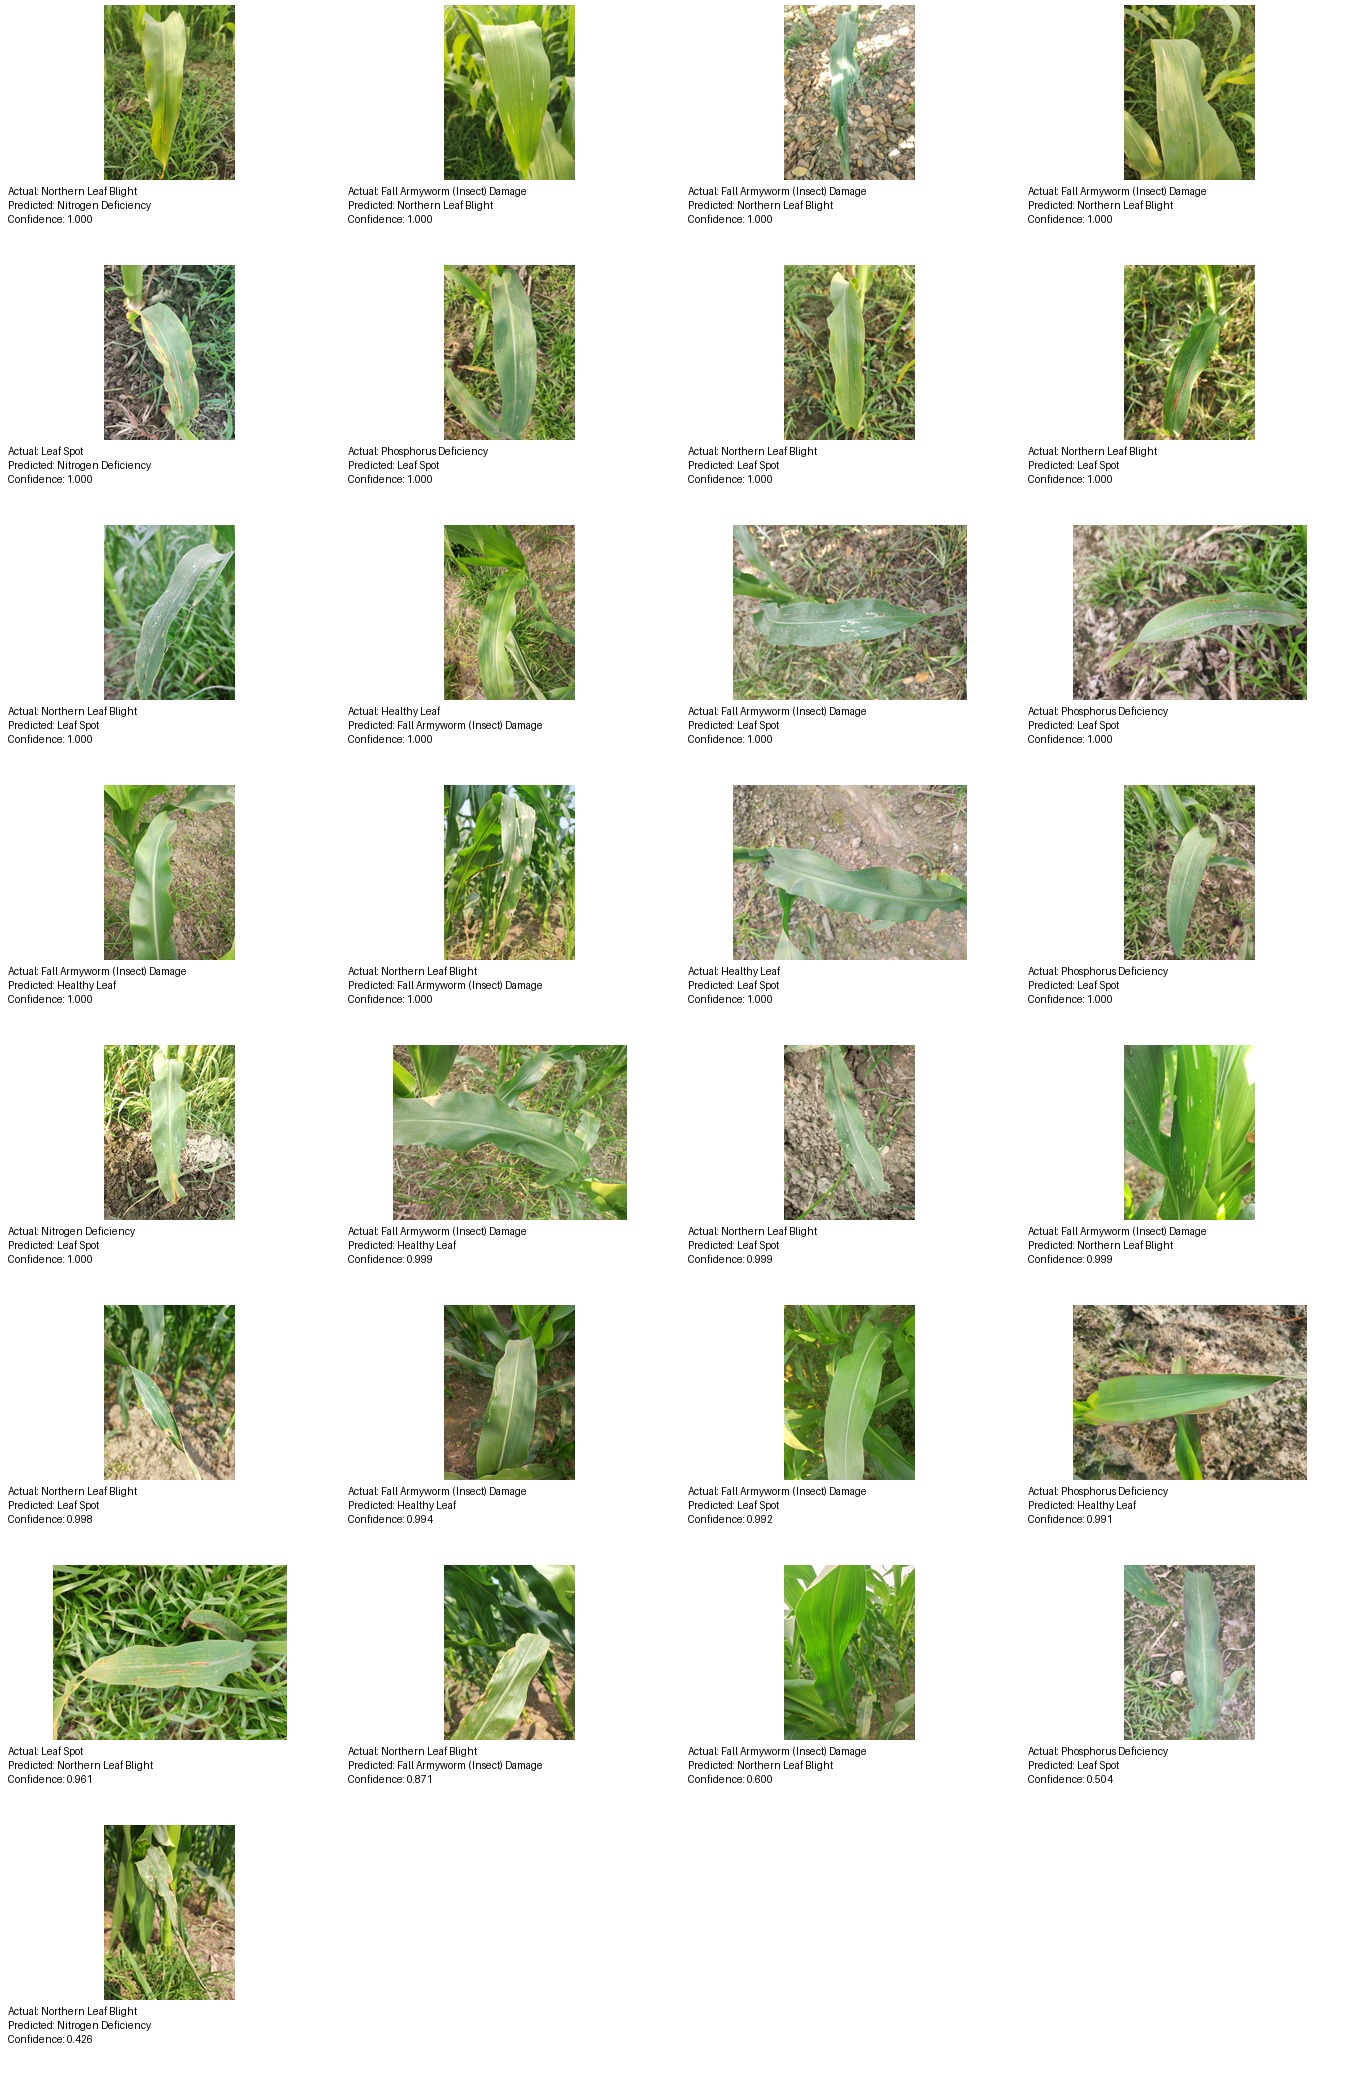 Actual: Northern Leaf Blight
Predicted: Nitrogen Deficiency
Confidence: 1.000
Actual: Fall Armyworm (Insect) Damage
Predicted: Northern Leaf Blight
Confidence: 1.000
Actual: Fall Armyworm (Insect) Damage
Predicted: Northern Leaf Blight
Confidence: 1.000
Actual: Fall Armyworm (Insect) Damage
Predicted: Northern Leaf Blight
Confidence: 1.000
Actual: Leaf Spot
Predicted: Nitrogen Deficiency
Confidence: 1.000
Actual: Phosphorus Deficiency
Predicted: Leaf Spot
Confidence: 1.000
Actual: Northern Leaf Blight
Predicted: Leaf Spot
Confidence: 1.000
Actual: Northern Leaf Blight
Predicted: Leaf Spot
Confidence: 1.000
Actual: Northern Leaf Blight
Predicted: Leaf Spot
Confidence: 1.000
Actual: Healthy Leaf
Predicted: Fall Armyworm (Insect) Damage
Confidence: 1.000
Actual: Fall Armyworm (Insect) Damage
Predicted: Leaf Spot
Confidence: 1.000
Actual: Phosphorus Deficiency
Predicted: Leaf Spot
Confidence: 1.000
Actual: Fall Armyworm (Insect) Damage
Predicted: Healthy Leaf
Confidence: 1.000
Actual: Northern Leaf Blight
Predicted: Fall Armyworm (Insect) Damage
Confidence: 1.000
Actual: Healthy Leaf
Predicted: Leaf Spot
Confidence: 1.000
Actual: Phosphorus Deficiency
Predicted: Leaf Spot
Confidence: 1.000
Actual: Nitrogen Deficiency
Predicted: Leaf Spot
Confidence: 1.000
Actual: Fall Armyworm (Insect) Damage
Predicted: Healthy Leaf
Confidence: 0.999
Actual: Northern Leaf Blight
Predicted: Leaf Spot
Confidence: 0.999
Actual: Fall Armyworm (Insect) Damage
Predicted: Northern Leaf Blight
Confidence: 0.999
Actual: Northern Leaf Blight
Predicted: Leaf Spot
Confidence: 0.998
Actual: Fall Armyworm (Insect) Damage
Predicted: Healthy Leaf
Confidence: 0.994
Actual: Fall Armyworm (Insect) Damage
Predicted: Leaf Spot
Confidence: 0.992
Actual: Phosphorus Deficiency
Predicted: Healthy Leaf
Confidence: 0.991
Actual: Leaf Spot
Predicted: Northern Leaf Blight
Confidence: 0.961
Actual: Northern Leaf Blight
Predicted: Fall Armyworm (Insect) Damage
Confidence: 0.871
Actual: Fall Armyworm (Insect) Damage
Predicted: Northern Leaf Blight
Confidence: 0.600
Actual: Phosphorus Deficiency
Predicted: Leaf Spot
Confidence: 0.504
Actual: Northern Leaf Blight
Predicted: Nitrogen Deficiency
Confidence: 0.426